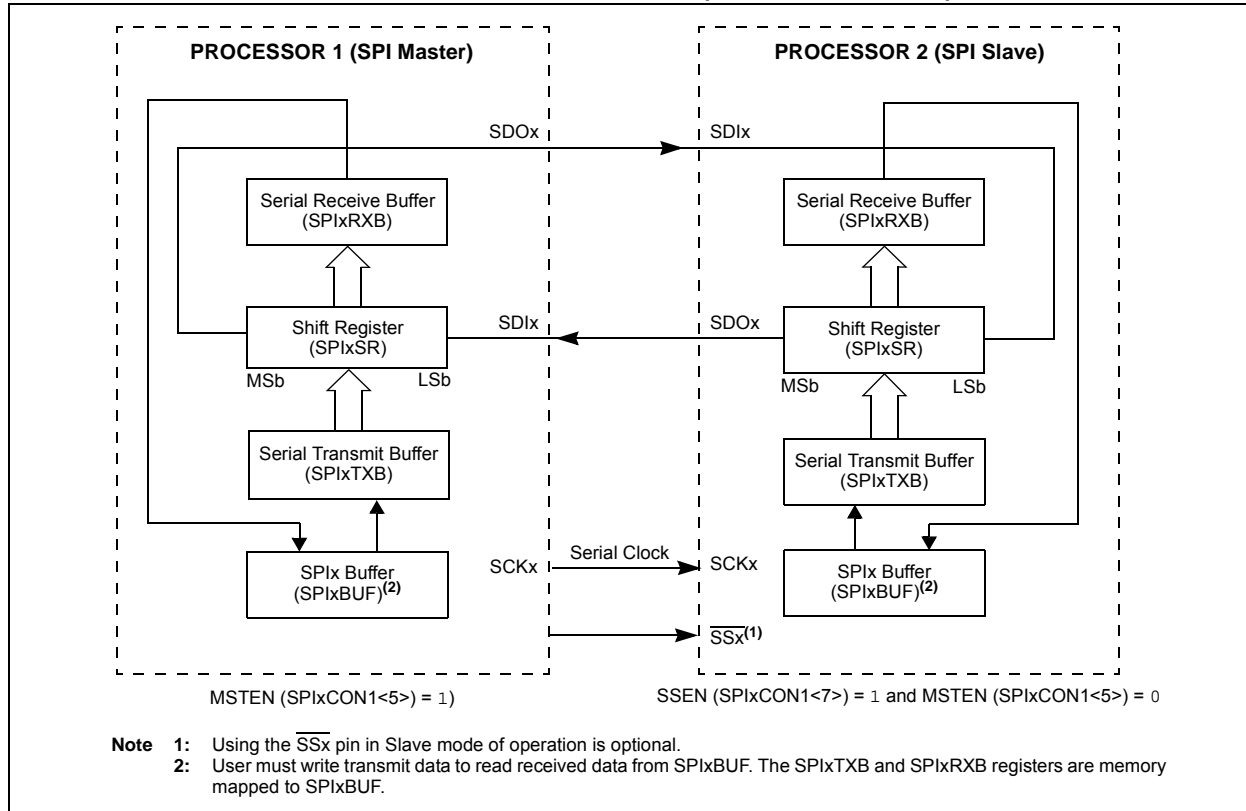 PROCESSOR 1 (SPI Master)
PROCESSOR 2 (SPI Slave)
SDOx
SDIx
Serial Receive Buffer
(SPIxRXB)
Serial Receive Buffer
(SPIxRXB)
Shift Register
(SPIxSR)
SDIx
SDOx
Shift Register
(SPIxSR)
MSb
LSb
MSb
LSb
Serial Transmit Buffer
(SPIxTXB)
Serial Transmit Buffer
(SPIxTXB)
SPIx Buffer
(SPIxBUF)(2)
SCKx
Serial Clock
SCKx
SPIx Buffer
(SPIxBUF)(2)
SSx(1)
MSTEN (SPIxCON1<5>) = 1)
SSEN (SPIxCON1<7>) = 1 and MSTEN (SPIxCON1<5>) = 0
Note 1: Using the SSx pin in Slave mode of operation is optional.
2: User must write transmit data to read received data from SPIxBUF. The SPIxTXB and SPIxRXB registers are memory
mapped to SPIxBUF.